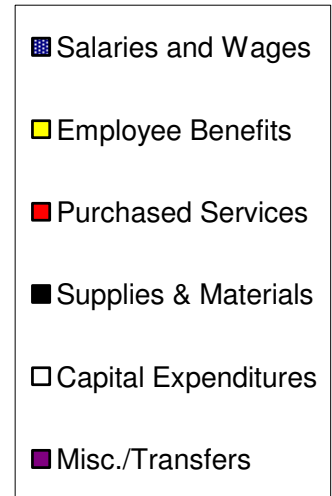 Salaries and Wages
Employee Benefits
Purchased Services
Supplies & Materials
Capital Expenditures
Misc./Transfers